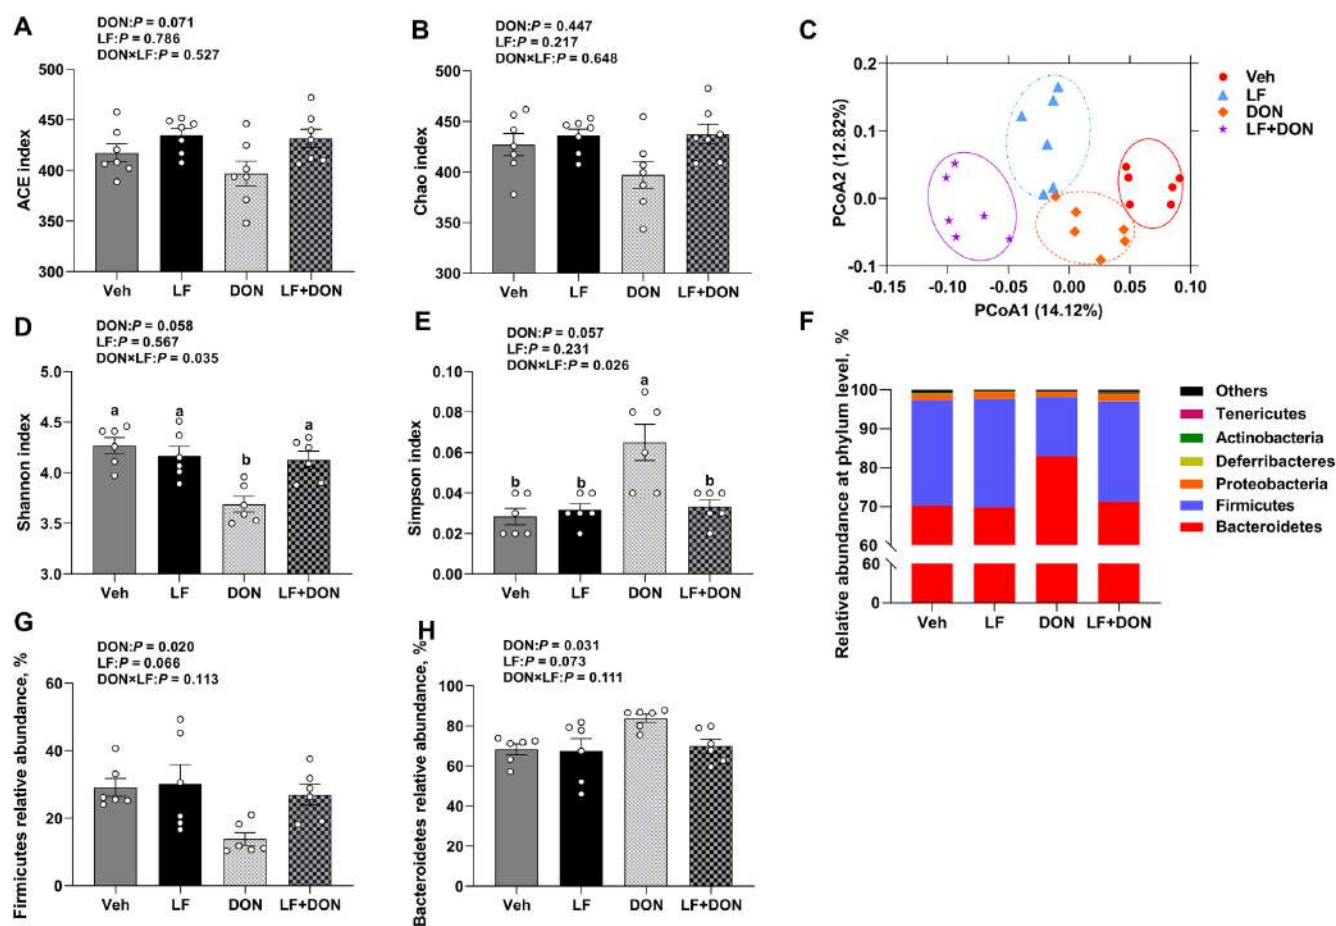 A
DON:P = 0.071
LF:P = 0.786
DON×LF:P = 0.527
ACE index
500
450
400
350
300
Veh LF DON LF+DON
B
DON:P = 0.447
LF:P = 0.217
DON×LF:P = 0.648
Chao index
500
450
400
450
300
Veh LF DON LF+DON
C
PCoA2 (12.82%)
0.2
0.1
0.0
-0.1
-0.15 -0.10 -0.05 0.00 0.05 0.10
PCoA1 (14.12%)
Veh
LF
DON
LF+DON
D
DON:P = 0.058
LF:P = 0.567
DON×LF:P = 0.035
Shannon index
5.0
4.5
4.0
3.5
3.0
a a b a
Veh LF DON LF+DON
E
DON:P = 0.057
LF:P = 0.231
DON×LF:P = 0.026
Simpson index
0.10
0.08
0.06
0.04
0.02
0.00
b b a b
Veh LF DON LF+DON
F
Relative abundance at phylum level, %
100
90
80
70
60
60
0
Veh LF DON LF+DON
Others
Tenericutes
Actinobacteria
Deferribacteres
Proteobacteria
Firmicutes
Bacteroidetes
G
DON:P = 0.020
LF:P = 0.066
DON×LF:P = 0.113
Firmicutes relative abundance, %
60
40
20
0
Veh LF DON LF+DON
H
DON:P = 0.031
LF:P = 0.073
DON×LF:P = 0.111
Bacteroidetes relative abundance, %
100
80
60
40
20
0
Veh LF DON LF+DON